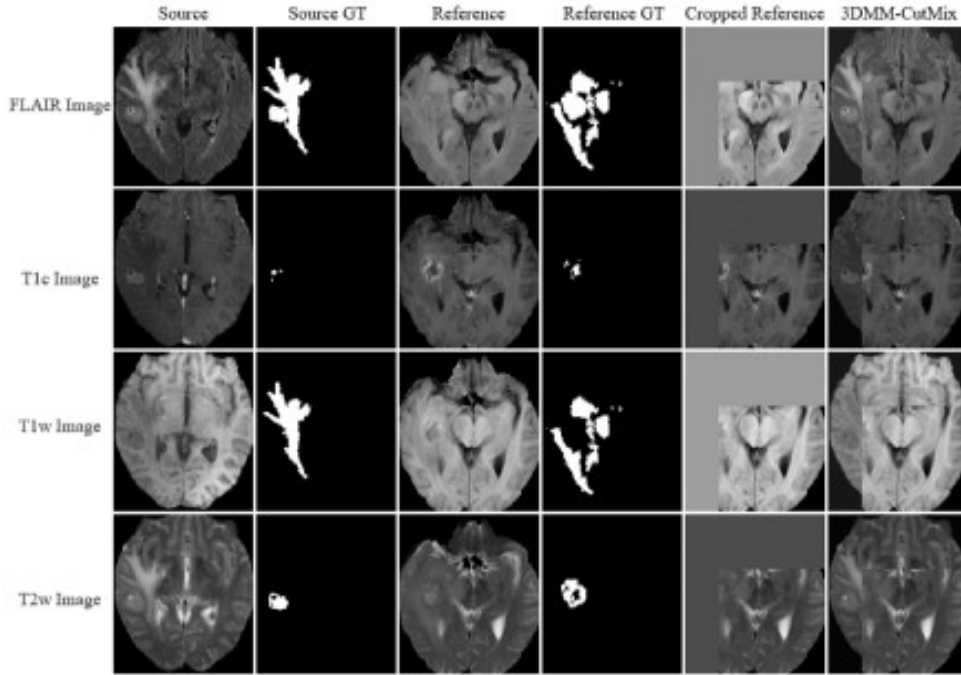 Source Source GT Reference Reference GT Cropped Reference 3DMM-CutMix
FLAIR Image
T1c Image
T1w Image
T2w Image